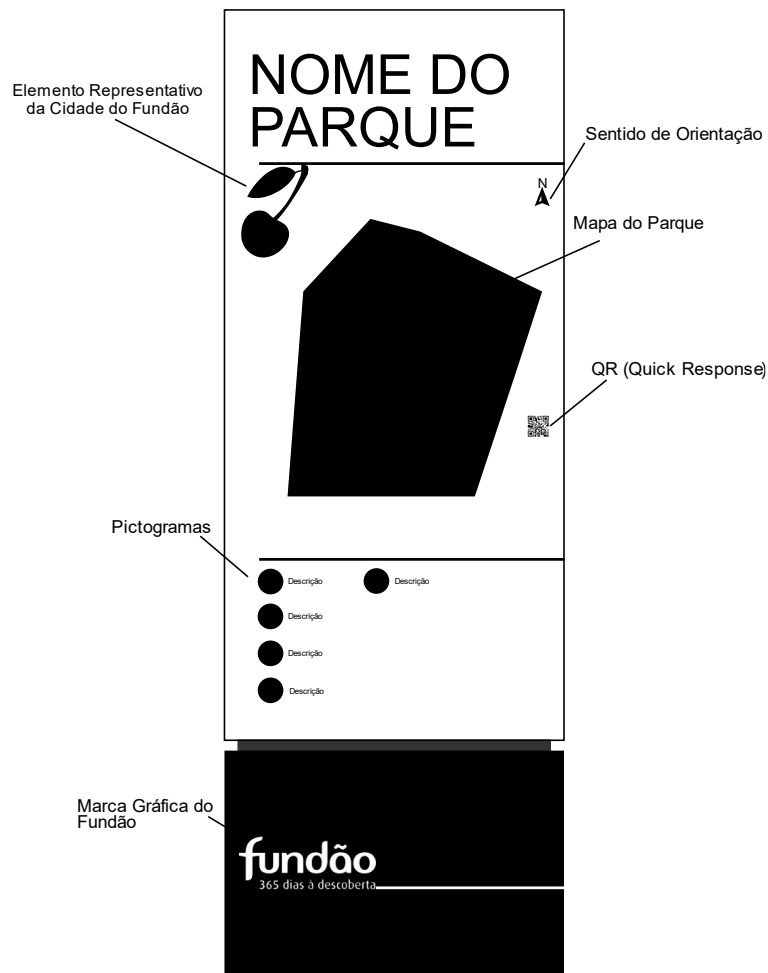 NOME DO
PARQUE
Elemento Representativo
da Cidade do Fundão
Sentido de Orientação
N
Mapa do Parque
QR (Quick Response)
Pictogramas
Descrição
Descrição
Descrição
Descrição
Descrição
Marca Gráfica do
Fundão
fundão
365 dias à descoberta